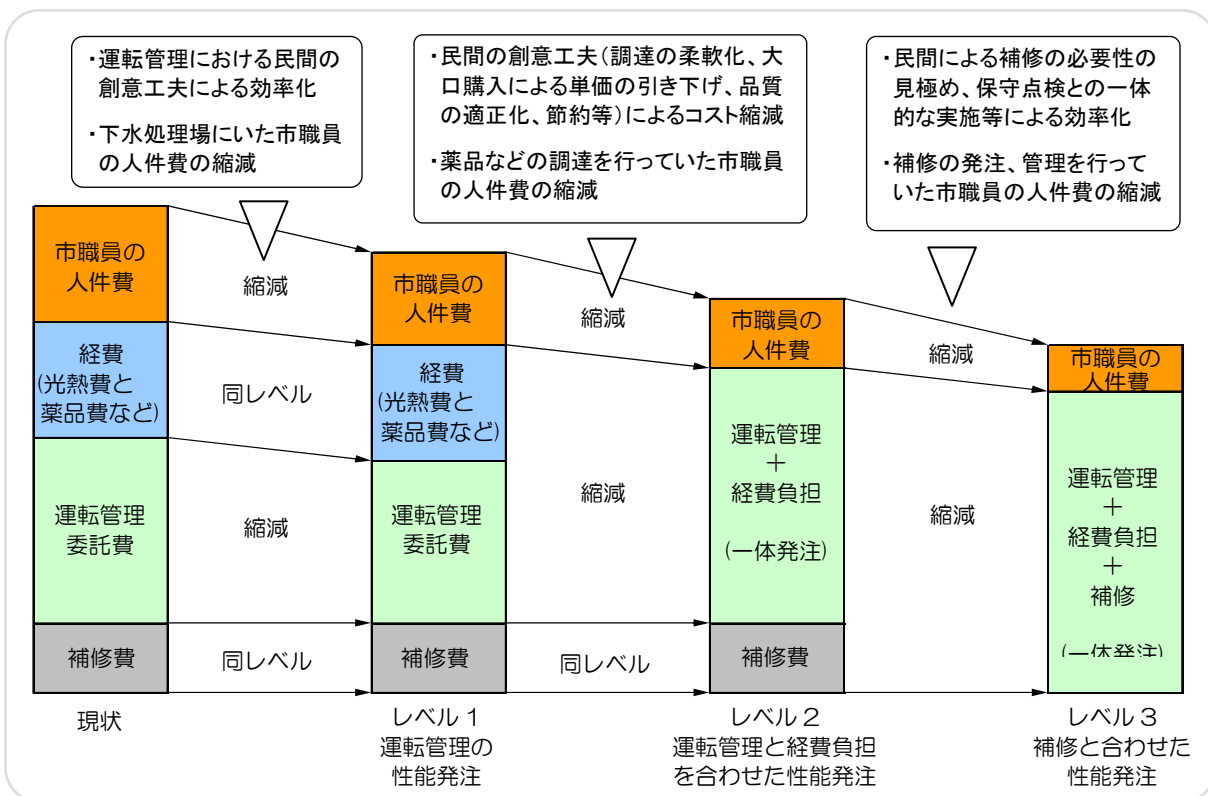 ・運転管理における民間の
創意工夫による効率化
・下水処理場にいた市職員
の人件費の縮減
・民間の創意工夫(調達の柔軟化、大
口購入による単価の引き下げ、品質
の適正化、節約等)によるコスト縮減
・薬品などの調達を行っていた市職員
の人件費の縮減
・民間による補修の必要性の
見極め、保守点検との一体
的な実施等による効率化
・補修の発注、管理を行って
いた市職員の人件費の縮減
市職員の
人件費
経費
(光熱費と
薬品費など)
運転管理
委託費
補修費
現状
縮減
同レベル
縮減
同レベル
市職員の
人件費
経費
(光熱費と
薬品費など)
運転管理
委託費
補修費
レベル1
運転管理の
性能発注
縮減
縮減
同レベル
市職員の
人件費
運転管理
+
経費負担
(一体発注)
補修費
レベル2
運転管理と経費負担
を合わせた性能発注
縮減
縮減
市職員の
人件費
運転管理
+
経費負担
+
補修
(一体発注)
レベル3
補修と合わせた
性能発注